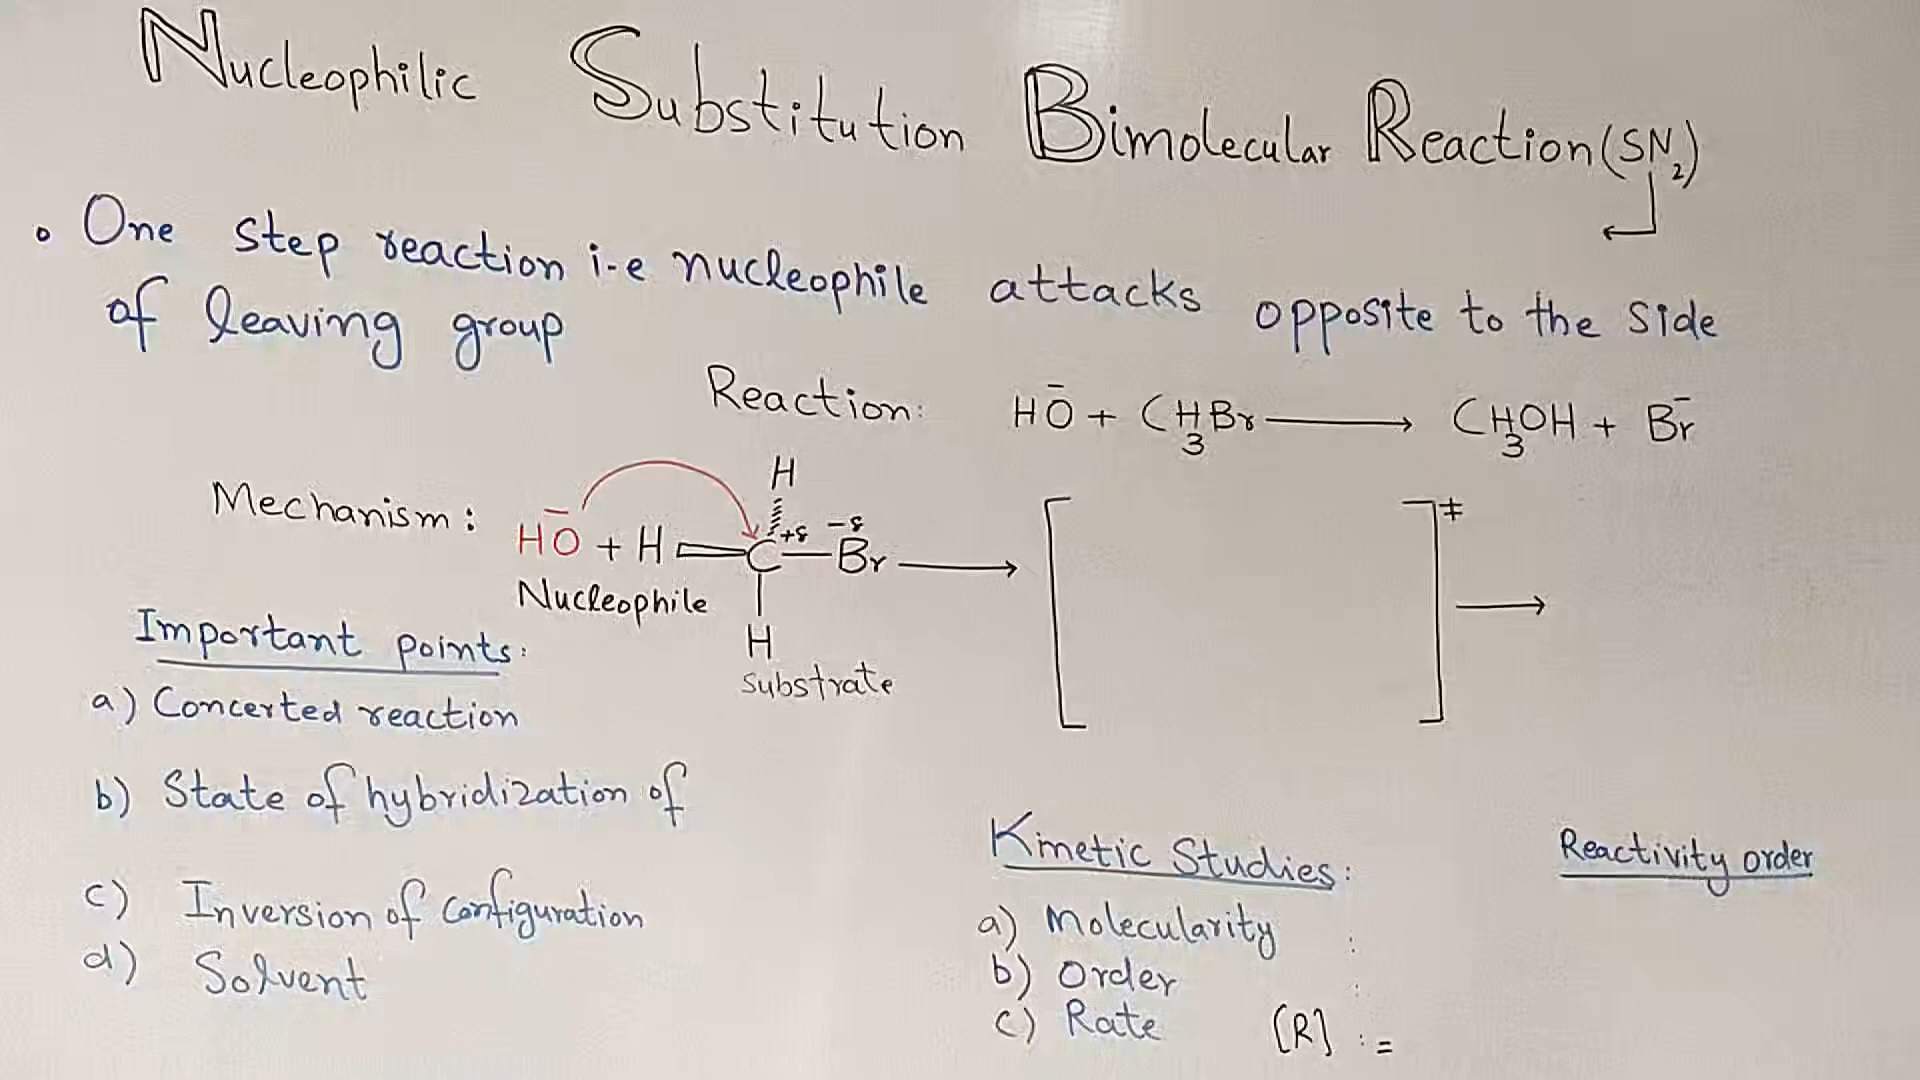 Nucleophilic Substitution Bimolecular Reaction (SN₂)
• One step reaction i-e nucleophile attacks opposite to the side
of leaving group
Reaction: HO⁻ + CH₃Br ⟶ CH₃OH + Br⁻
Mechanism: HO⁻ + H C +δ Br -δ ⟶ [ ]‡ ⟶
H
H
Nucleophile
Substrate
Important points:
a) Concerted reaction
b) State of hybridization of
c) Inversion of configuration
d) Solvent
Kinetic Studies:
a) Molecularity :
b) Order :
c) Rate [R] : =
Reactivity order